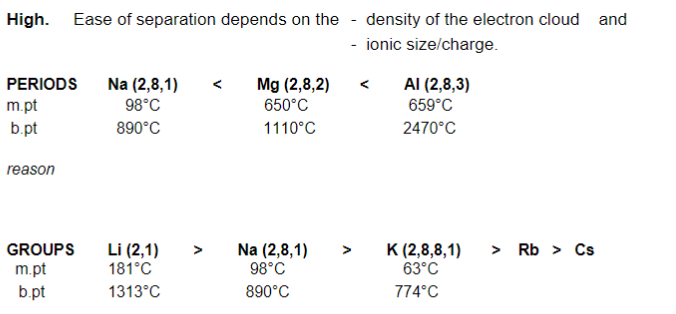 High. Ease of separation depends on the - density of the electron cloud and
- ionic size/charge.
PERIODS Na (2,8,1) < Mg (2,8,2) < Al (2,8,3)
m.pt 98°C 650°C 659°C
b.pt 890°C 1110°C 2470°C
reason
GROUPS Li (2,1) > Na (2,8,1) > K (2,8,8,1) > Rb > Cs
m.pt 181°C 98°C 63°C
b.pt 1313°C 890°C 774°C